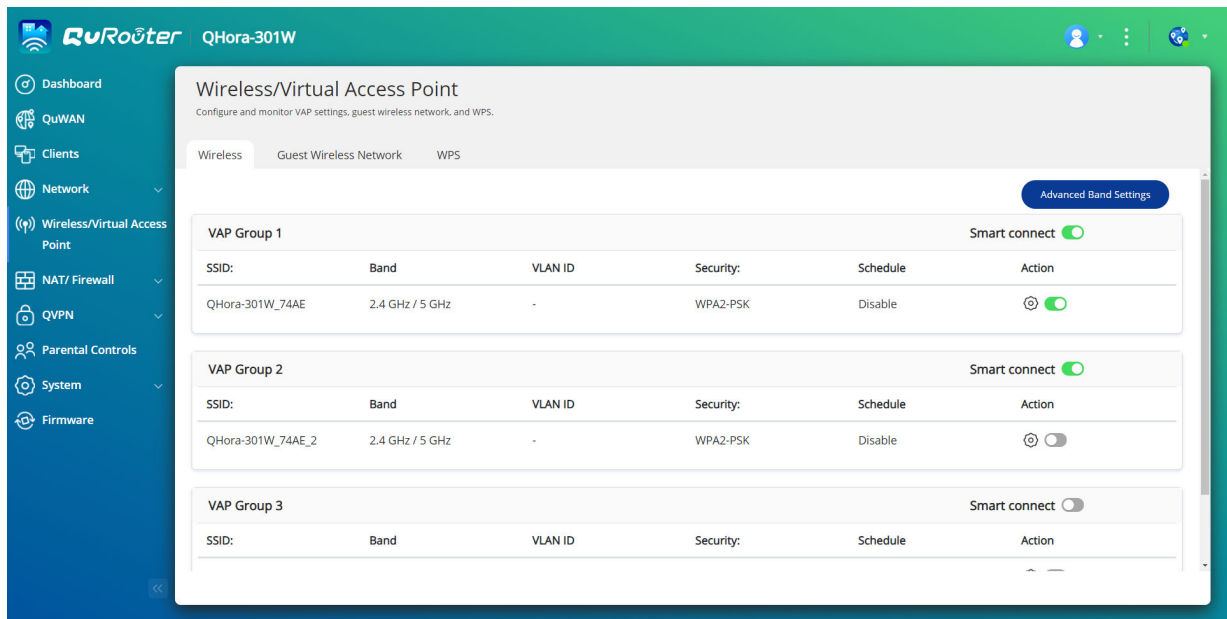 QuRouter QHora-301W
Dashboard
QuWAN
Clients
Network
Wireless/Virtual Access
Point
NAT/ Firewall
QVPN
Parental Controls
System
Firmware
Wireless/Virtual Access Point
Configure and monitor VAP settings, guest wireless network, and WPS.
Wireless Guest Wireless Network WPS
Advanced Band Settings
VAP Group 1 Smart connect
SSID: Band VLAN ID Security: Schedule Action
QHora-301W_74AE 2.4 GHz / 5 GHz - WPA2-PSK Disable
VAP Group 2 Smart connect
SSID: Band VLAN ID Security: Schedule Action
QHora-301W_74AE_2 2.4 GHz / 5 GHz - WPA2-PSK Disable
VAP Group 3 Smart connect
SSID: Band VLAN ID Security: Schedule Action